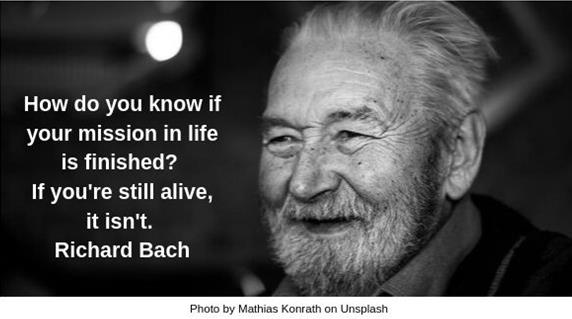 How do you know if
your mission in life
is finished?
If you're still alive,
it isn't.
Richard Bach
Photo by Mathias Konrath on Unsplash